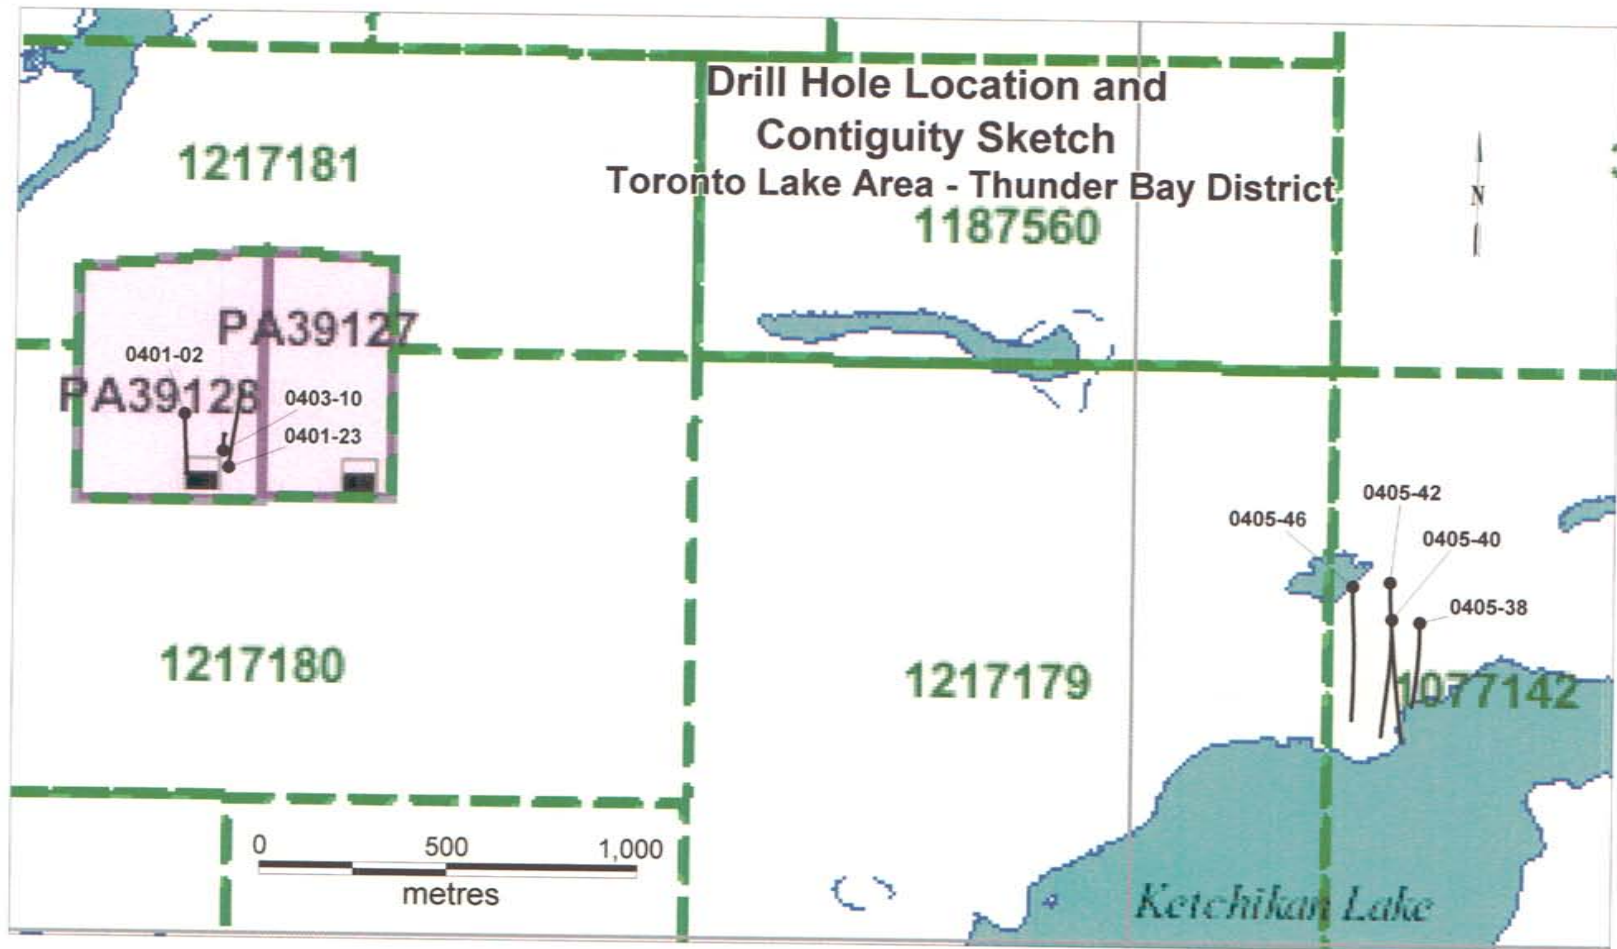 Drill Hole Location and
Contiguity Sketch
Toronto Lake Area - Thunder Bay District
1217181
1187560
N
PA39127
0401-02
PA39128
0403-10
0401-23
0405-42
0405-46
0405-40
0405-38
1217180
1217179
1077142
0 500 1,000
metres
Ketchikan Lake